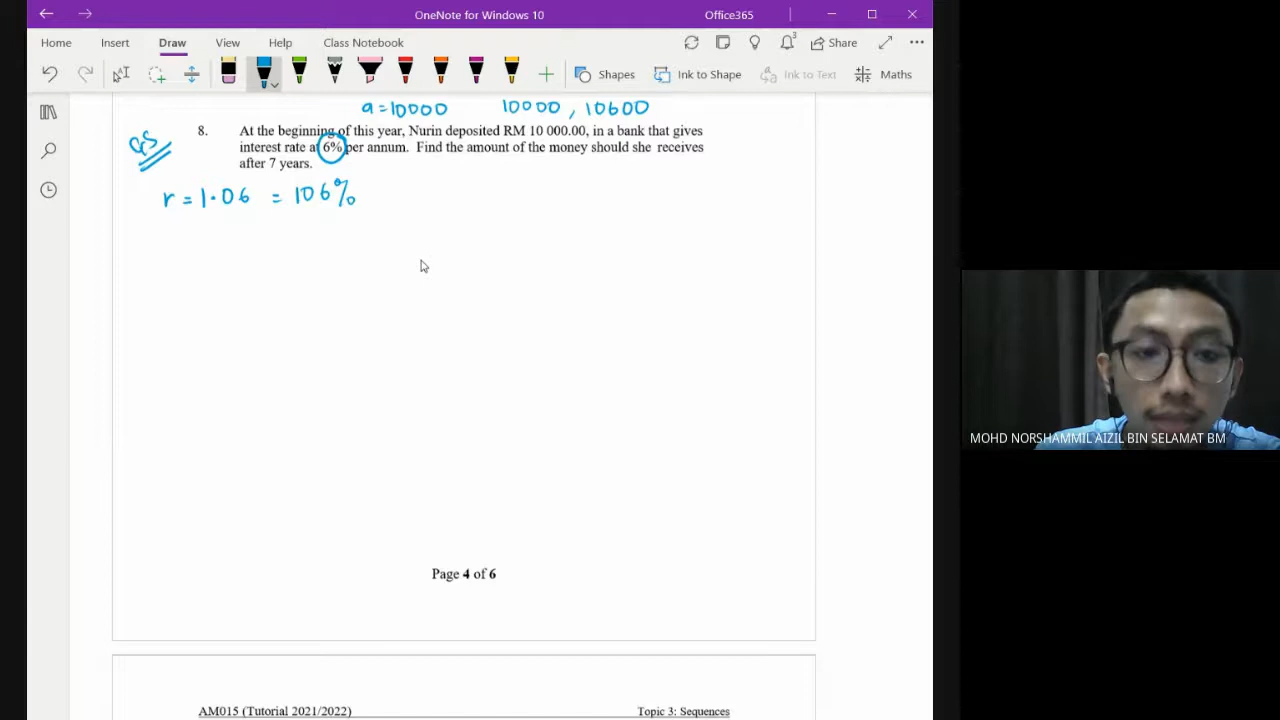 OneNote for Windows 10
Office365
Home Insert Draw View Help Class Notebook
3
Share
Shapes Ink to Shape Ink to Text Maths
a=10000 10000, 10600
GS
8. At the beginning of this year, Nurin deposited RM 10 000.00, in a bank that gives
interest rate at 6% per annum. Find the amount of the money should she receives
after 7 years.
r = 1.06 = 106%
Page 4 of 6
AM015 (Tutorial 2021/2022) Topic 3: Sequences
MOHD NORSHAMMIL AIZIL BIN SELAMAT BM